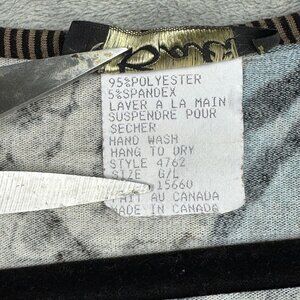 95%POLYESTER
5%SPANDEX
LAVER A LA MAIN
SUSPENDRE POUR
SECHER
HAND WASH
HANG TO DRY
STYLE 4762
SIZE G/L
15660
FAIT AU CANADA
MADE IN CANADA